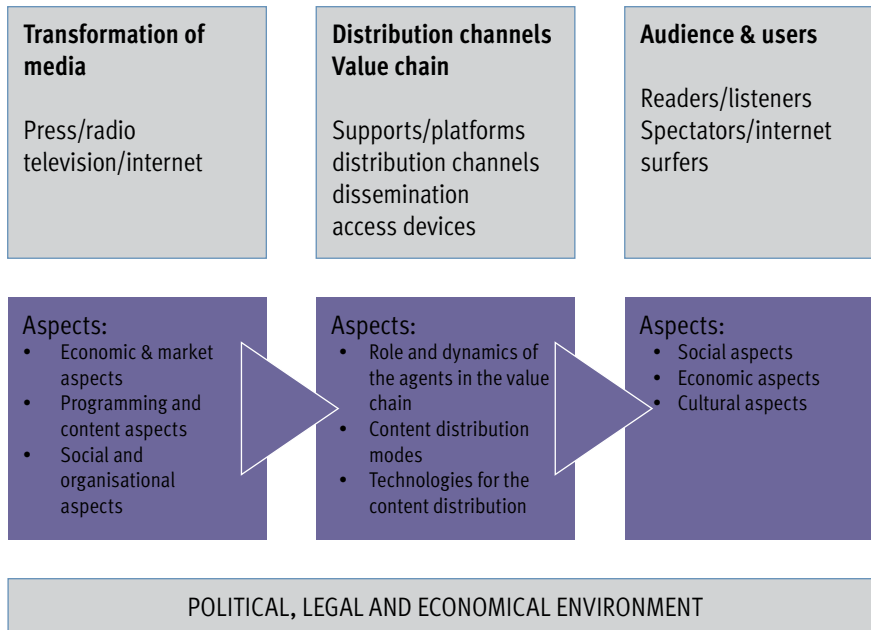 Transformation of
media
Press/radio
television/internet
Distribution channels
Value chain
Supports/platforms
distribution channels
dissemination
access devices
Audience & users
Readers/listeners
Spectators/internet
surfers
Aspects:
• Economic & market
aspects
• Programming and
content aspects
• Social and
organisational
aspects
Aspects:
• Role and dynamics of
the agents in the value
chain
• Content distribution
modes
• Technologies for the
content distribution
Aspects:
• Social aspects
• Economic aspects
• Cultural aspects
POLITICAL, LEGAL AND ECONOMICAL ENVIRONMENT